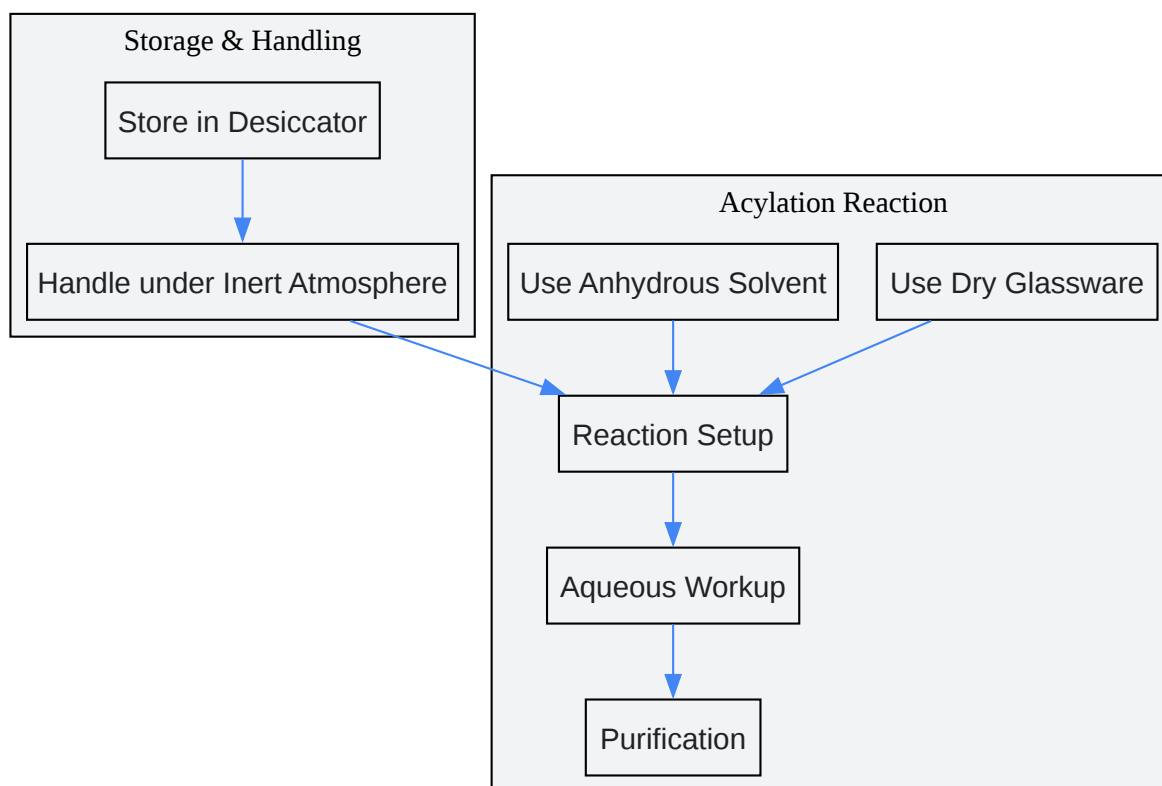 Storage & Handling
Store in Desiccator
Handle under Inert Atmosphere
Acylation Reaction
Use Anhydrous Solvent
Use Dry Glassware
Reaction Setup
Aqueous Workup
Purification